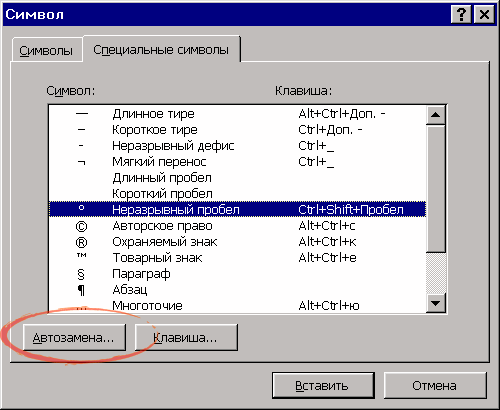 Символ
Символы Специальные символы
Символ: Клавиша:
— Длинное тире Alt+Ctrl+Доп. -
– Короткое тире Ctrl+Доп. -
- Неразрывный дефис Ctrl+_
¬ Мягкий перенос Ctrl+_
Длинный пробел
Короткий пробел
° Неразрывный пробел Ctrl+Shift+Пробел
© Авторское право Alt+Ctrl+с
® Охраняемый знак Alt+Ctrl+к
™ Товарный знак Alt+Ctrl+е
§ Параграф
¶ Абзац
... Многоточие Alt+Ctrl+ю
Автозамена... Клавиша...
Вставить Отмена